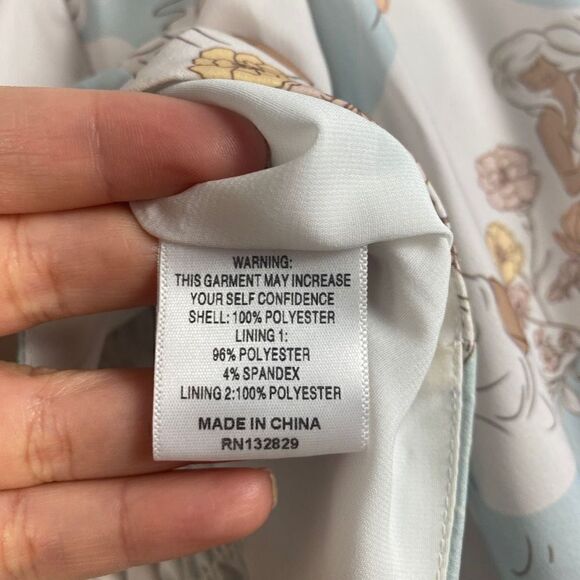 WARNING:
THIS GARMENT MAY INCREASE
YOUR SELF CONFIDENCE
SHELL: 100% POLYESTER
LINING 1:
96% POLYESTER
4% SPANDEX
LINING 2:100% POLYESTER
MADE IN CHINA
RN132829